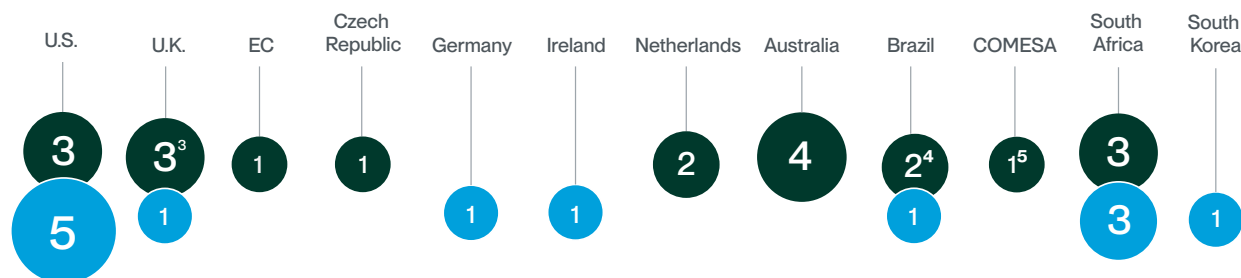 U.S.
U.K.
EC
Czech
Republic
Germany
Ireland
Netherlands
Australia
Brazil
COMESA
South
Africa
South
Korea
3
3³
1
1
2
4
2⁴
1⁵
3
5
1
1
1
1
3
1